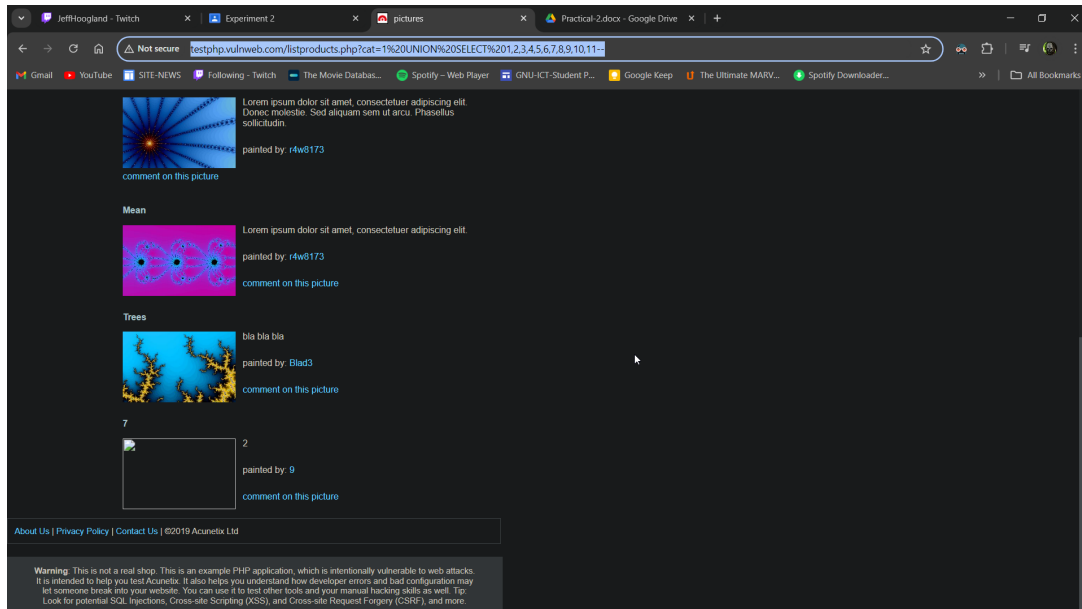 JeffHoogland - Twitch
Experiment 2
pictures
Practical-2.docx - Google Drive
Not secure
testphp.vulnweb.com/listproducts.php?cat=1%20UNION%20SELECT%201,2,3,4,5,6,7,8,9,10,11--
Gmail
YouTube
SITE-NEWS
Following - Twitch
The Movie Databas...
Spotify – Web Player
GNU-ICT-Student P...
Google Keep
The Ultimate MARV...
Spotify Downloader...
»
All Bookmarks
Lorem ipsum dolor sit amet, consectetuer adipiscing elit.
Donec molestie. Sed aliquam sem ut arcu. Phasellus
sollicitudin.
painted by: r4w8173
comment on this picture
Mean
Lorem ipsum dolor sit amet, consectetuer adipiscing elit.
painted by: r4w8173
comment on this picture
Trees
bla bla bla
painted by: Blad3
comment on this picture
7
2
painted by: 9
comment on this picture
About Us | Privacy Policy | Contact Us | ©2019 Acunetix Ltd
Warning: This is not a real shop. This is an example PHP application, which is intentionally vulnerable to web attacks.
It is intended to help you test Acunetix. It also helps you understand how developer errors and bad configuration may
let someone break into your website. You can use it to test other tools and your manual hacking skills as well. Tip:
Look for potential SQL Injections, Cross-site Scripting (XSS), and Cross-site Request Forgery (CSRF), and more.